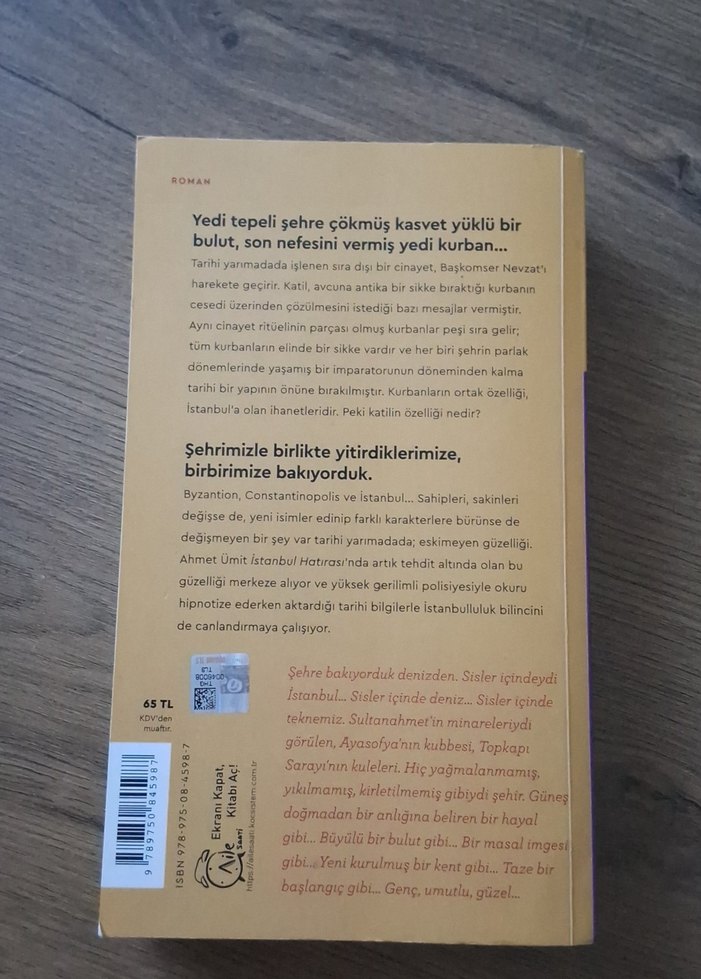 ROMAN
Yedi tepeli şehre çökmüş kasvet yüklü bir
bulut, son nefesini vermiş yedi kurban...
Tarihi yarımadada işlenen sıra dışı bir cinayet, Başkomser Nevzat'ı
harekete geçirir. Katil, avcuna antika bir sikke bıraktığı kurbanın
cesedi üzerinden çözülmesini istediği bazı mesajlar vermiştir.
Aynı cinayet ritüelinin parçası olmuş kurbanlar peşi sıra gelir;
tüm kurbanların elinde bir sikke vardır ve her biri şehrin parlak
dönemlerinde yaşamış bir imparatorunun döneminden kalma
tarihi bir yapının önüne bırakılmıştır. Kurbanların ortak özelliği,
İstanbul'a olan ihanetleridir. Peki katilin özelliği nedir?
Şehrimizle birlikte yitirdiklerimize,
birbirimize bakıyorduk.
Byzantion, Constantinopolis ve İstanbul... Sahipleri, sakinleri
değişse de, yeni isimler edinip farklı karakterlere bürünse de
değişmeyen bir şey var tarihi yarımadada; eskimeyen güzelliği.
Ahmet Ümit İstanbul Hatırası'nda artık tehdit altında olan bu
güzelliği merkeze alıyor ve yüksek gerilimli polisiyesiyle okuru
hipnotize ederken aktardığı tarihi bilgilerle İstanbulluluk bilincini
de canlandırmaya çalışıyor.
Şehre bakıyorduk denizden. Sisler içindeydi
İstanbul... Sisler içinde deniz... Sisler içinde
teknemiz. Sultanahmet'in minareleriydi
görülen, Ayasofya'nın kubbesi, Topkapı
Sarayı'nın kuleleri. Hiç yağmalanmamış,
yıkılmamış, kirletilmemiş gibiydi şehir. Güneş
doğmadan bir anlığına beliren bir hayal
gibi... Büyülü bir bulut gibi... Bir masal imgesi
gibi... Yeni kurulmuş bir kent gibi... Taze bir
başlangıç gibi... Genç, umutlu, güzel...
65 TL
KDV'den
muaftır.
9 789750 845987
ISBN 978-975-08-4598-7
Ekranı Kapat,
Kitabı Aç!
Aile
Saati
https://ailesaati.kocsistem.com.tr